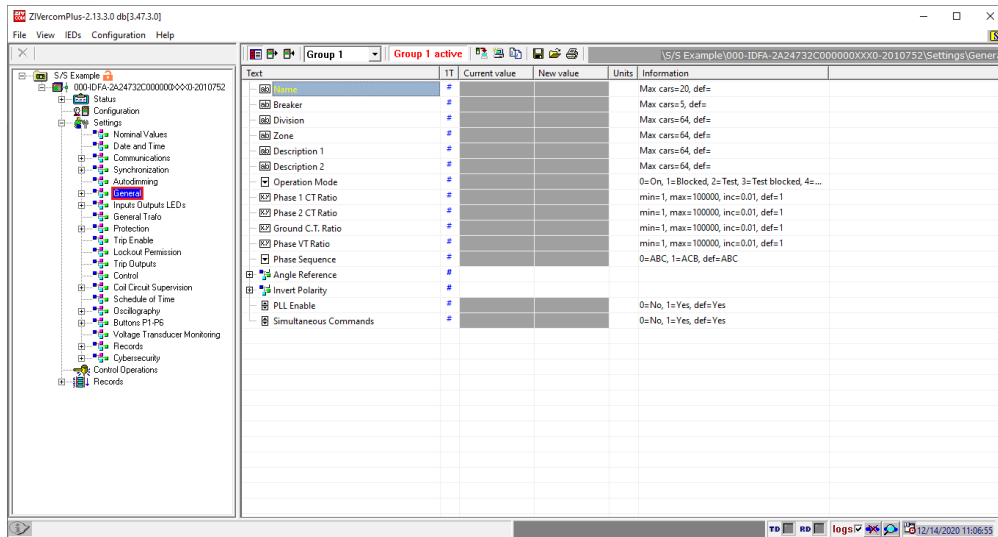 ZIVercomPlus-2.13.3.0 db[3.47.3.0]
File View IEDs Configuration Help
Group 1 Group 1 active \S/S Example\000-IDFA-2A24732C000000XXX0-2010752\Settings\Genera
S/S Example
000-IDFA-2A24732C000000XXX0-2010752
Status
Configuration
Settings
Nominal Values
Date and Time
Communications
Synchronization
Autodimming
General
Inputs Outputs LEDs
General Trafo
Protection
Trip Enable
Lockout Permission
Trip Outputs
Control
Coil Circuit Supervision
Schedule of Time
Oscillography
Buttons P1-P6
Voltage Transducer Monitoring
Records
Cybersecurity
Control Operations
Records
Text 1T Current value New value Units Information
Name # Max cars=20, def=
Breaker # Max cars=5, def=
Division # Max cars=64, def=
Zone # Max cars=64, def=
Description 1 # Max cars=64, def=
Description 2 # Max cars=64, def=
Operation Mode # 0=On, 1=Blocked, 2=Test, 3=Test blocked, 4=...
Phase 1 CT Ratio # min=1, max=100000, inc=0.01, def=1
Phase 2 CT Ratio # min=1, max=100000, inc=0.01, def=1
Ground C.T. Ratio # min=1, max=100000, inc=0.01, def=1
Phase VT Ratio # min=1, max=100000, inc=0.01, def=1
Phase Sequence # 0=ABC, 1=ACB, def=ABC
Angle Reference #
Invert Polarity #
PLL Enable # 0=No, 1=Yes, def=Yes
Simultaneous Commands # 0=No, 1=Yes, def=Yes
TD RD logs 12/14/2020 11:06:55